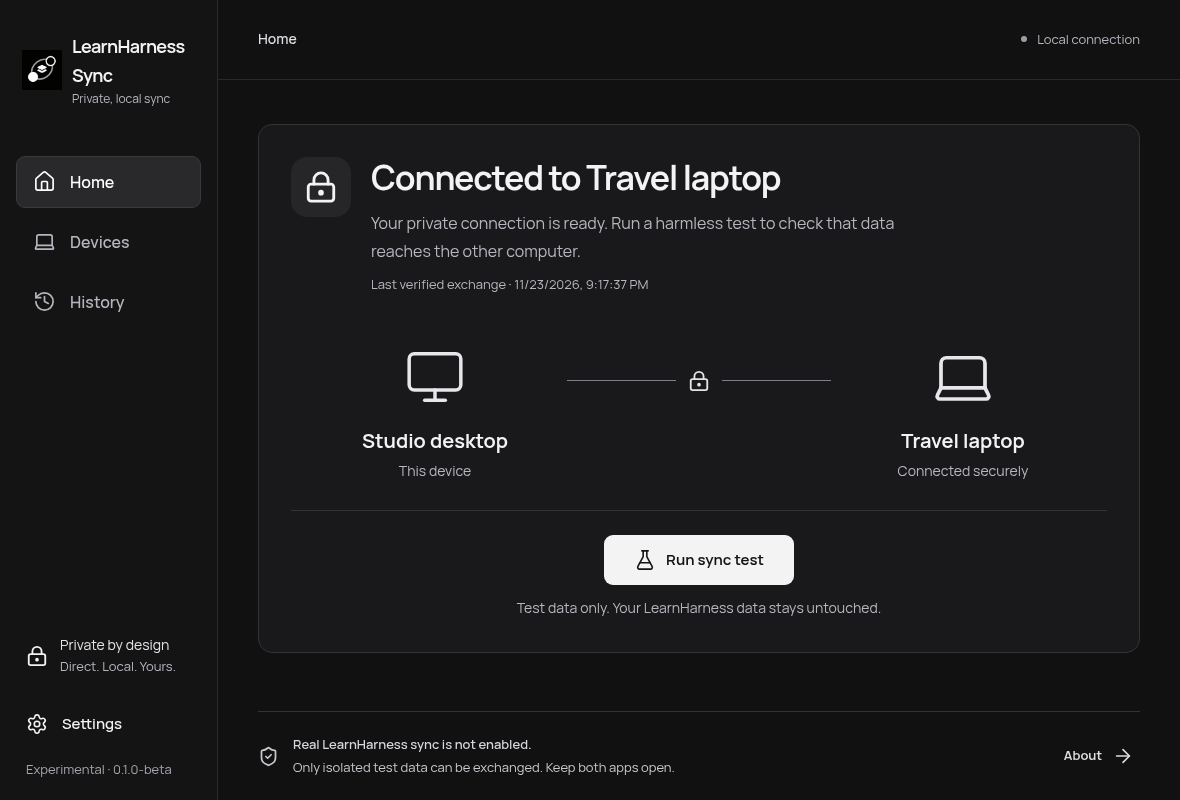 LearnHarness
Sync
Private, local sync
Home
Devices
History
Private by design
Direct. Local. Yours.
Settings
Experimental · 0.1.0-beta
Home
Local connection
Connected to Travel laptop
Your private connection is ready. Run a harmless test to check that data
reaches the other computer.
Last verified exchange · 11/23/2026, 9:17:37 PM
Studio desktop
This device
Travel laptop
Connected securely
Run sync test
Test data only. Your LearnHarness data stays untouched.
Real LearnHarness sync is not enabled.
Only isolated test data can be exchanged. Keep both apps open.
About